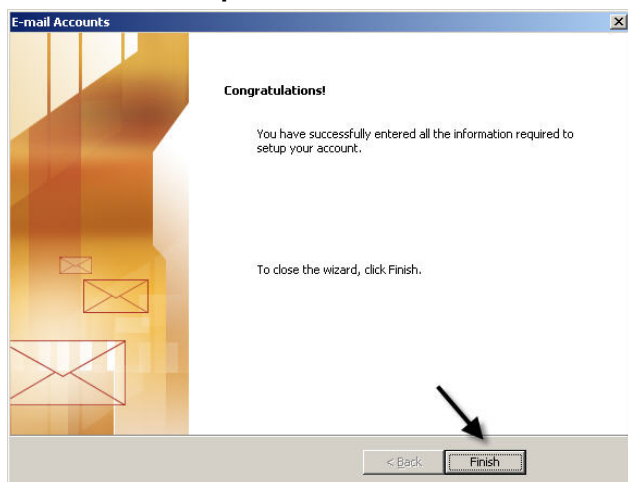 E-mail Accounts
Congratulations!
You have successfully entered all the information required to
setup your account.
To close the wizard, click Finish.
< Back
Finish